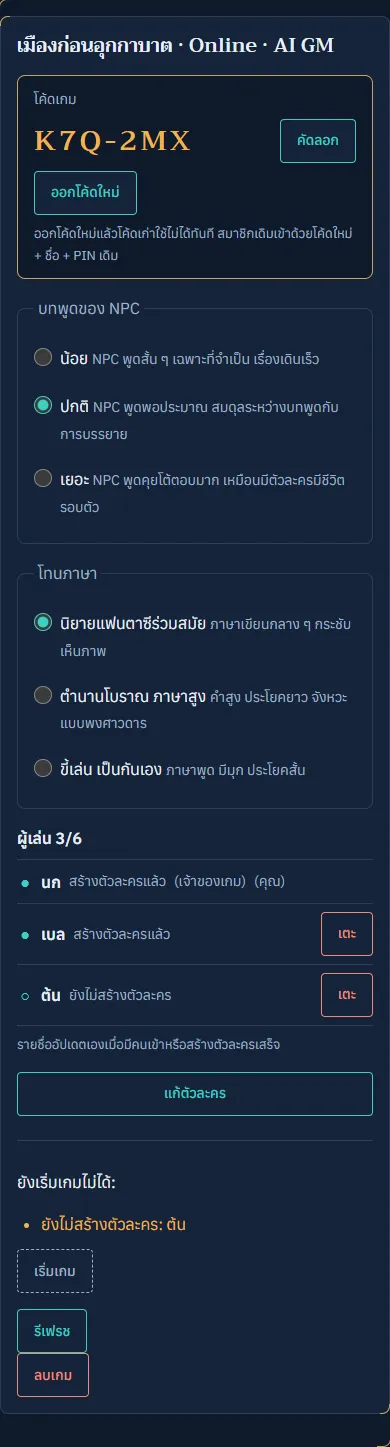 เมืองก่อนอุกกาบาต · Online · AI GM
โค้ดเกม
K7Q-2MX
คัดลอก
ออกโค้ดใหม่
ออกโค้ดใหม่แล้วโค้ดเก่าใช้ไม่ได้ทันที สมาชิกเดิมเข้าด้วยโค้ดใหม่
+ ชื่อ + PIN เดิม
บทพูดของ NPC
น้อย NPC พูดสั้น ๆ เฉพาะที่จำเป็น เรื่องเดินเร็ว
ปกติ NPC พูดพอประมาณ สมดุลระหว่างบทพูดกับ
การบรรยาย
เยอะ NPC พูดคุยโต้ตอบมาก เหมือนมีตัวละครมีชีวิต
รอบตัว
โทนภาษา
นิยายแฟนตาซีร่วมสมัย ภาษาเขียนกลาง ๆ กระชับ
เห็นภาพ
ตำนานโบราณ ภาษาสูง คำสูง ประโยคยาว จังหวะ
แบบพงศาวดาร
ขี้เล่น เป็นกันเอง ภาษาพูด มีมุก ประโยคสั้น
ผู้เล่น 3/6
นก สร้างตัวละครแล้ว (เจ้าของเกม) (คุณ)
เบล สร้างตัวละครแล้ว เตะ
ต้น ยังไม่สร้างตัวละคร เตะ
รายชื่ออัปเดตเองเมื่อมีคนเข้าหรือสร้างตัวละครเสร็จ
แก้ตัวละคร
ยังเริ่มเกมไม่ได้:
ยังไม่สร้างตัวละคร: ต้น
เริ่มเกม
รีเฟรช
ลบเกม